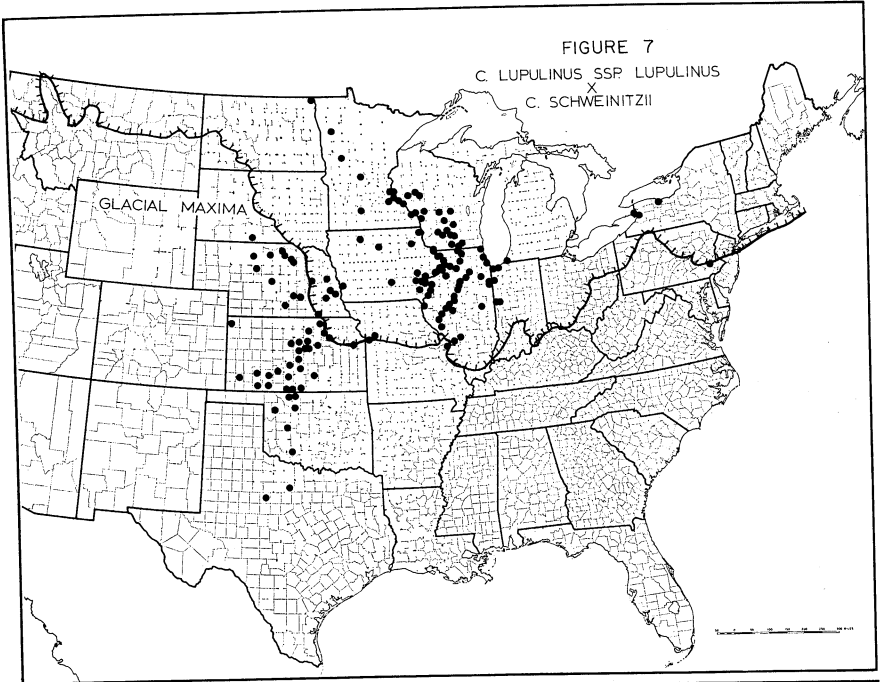 FIGURE 7
C. LUPULINUS SSP. LUPULINUS
X
C. SCHWEINITZII
GLACIAL MAXIMA